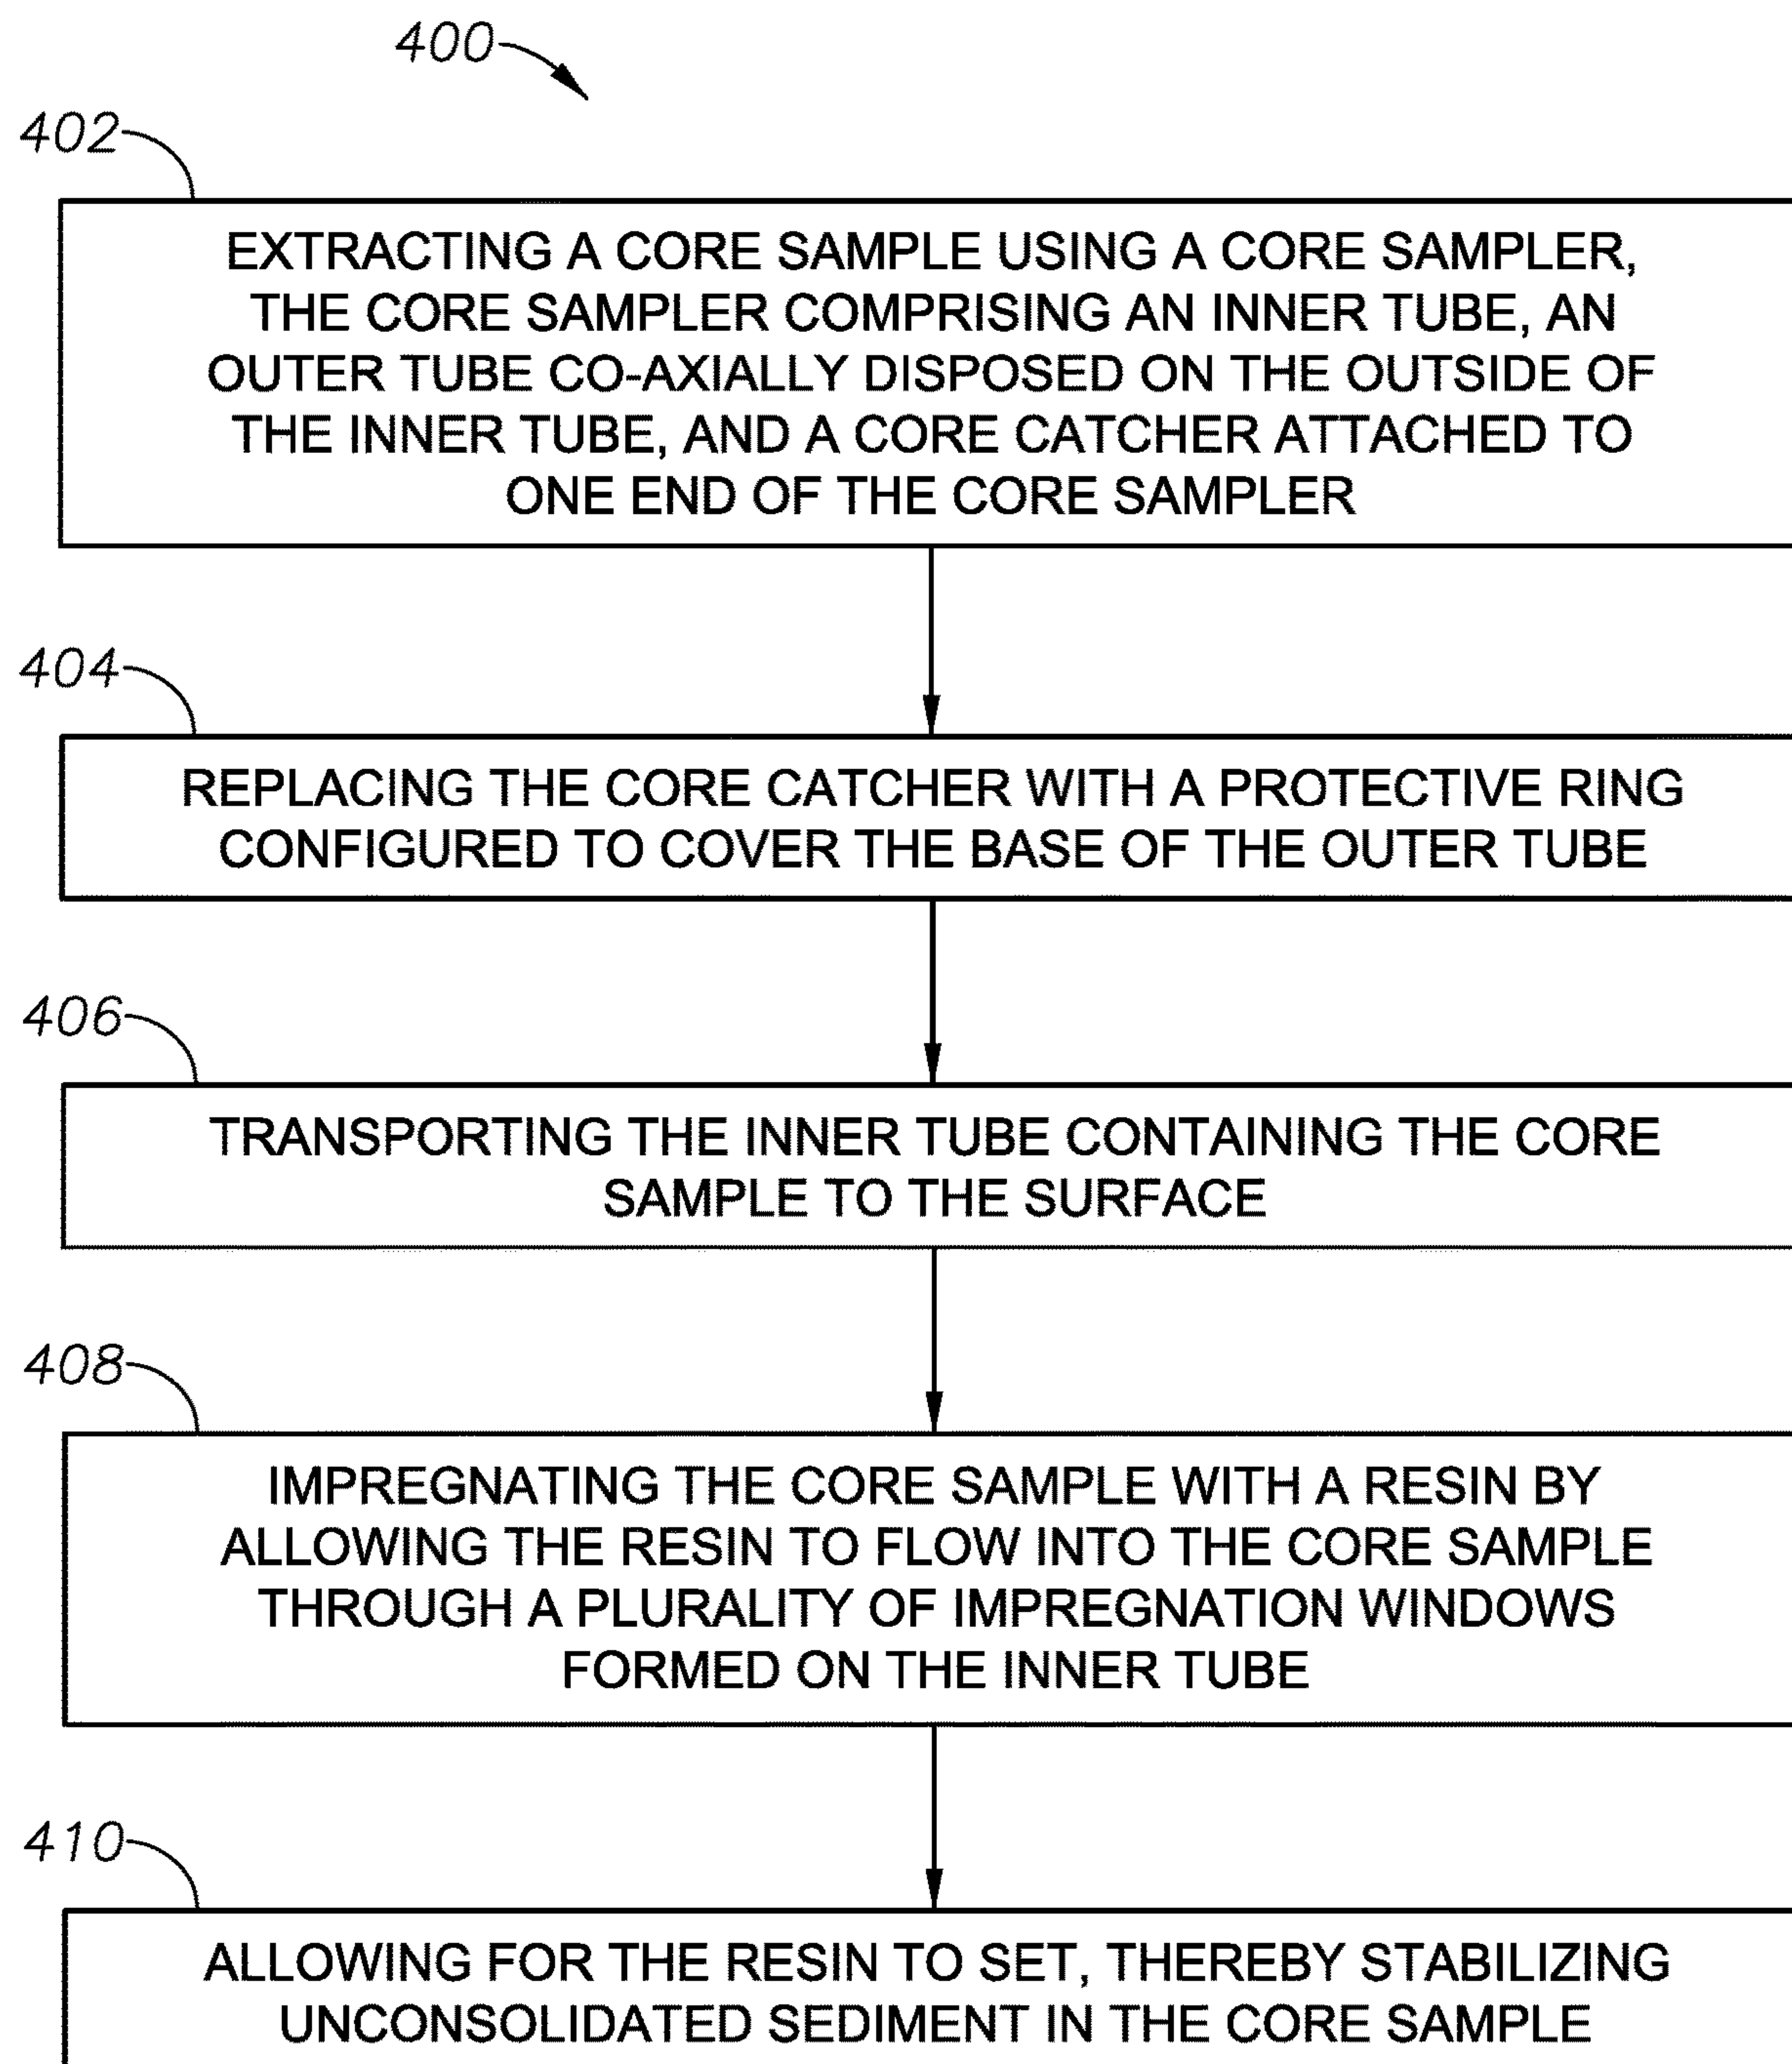 400
402
EXTRACTING A CORE SAMPLE USING A CORE SAMPLER,
THE CORE SAMPLER COMPRISING AN INNER TUBE, AN
OUTER TUBE CO-AXIALLY DISPOSED ON THE OUTSIDE OF
THE INNER TUBE, AND A CORE CATCHER ATTACHED TO
ONE END OF THE CORE SAMPLER
404
REPLACING THE CORE CATCHER WITH A PROTECTIVE RING
CONFIGURED TO COVER THE BASE OF THE OUTER TUBE
406
TRANSPORTING THE INNER TUBE CONTAINING THE CORE
SAMPLE TO THE SURFACE
408
IMPREGNATING THE CORE SAMPLE WITH A RESIN BY
ALLOWING THE RESIN TO FLOW INTO THE CORE SAMPLE
THROUGH A PLURALITY OF IMPREGNATION WINDOWS
FORMED ON THE INNER TUBE
410
ALLOWING FOR THE RESIN TO SET, THEREBY STABILIZING
UNCONSOLIDATED SEDIMENT IN THE CORE SAMPLE